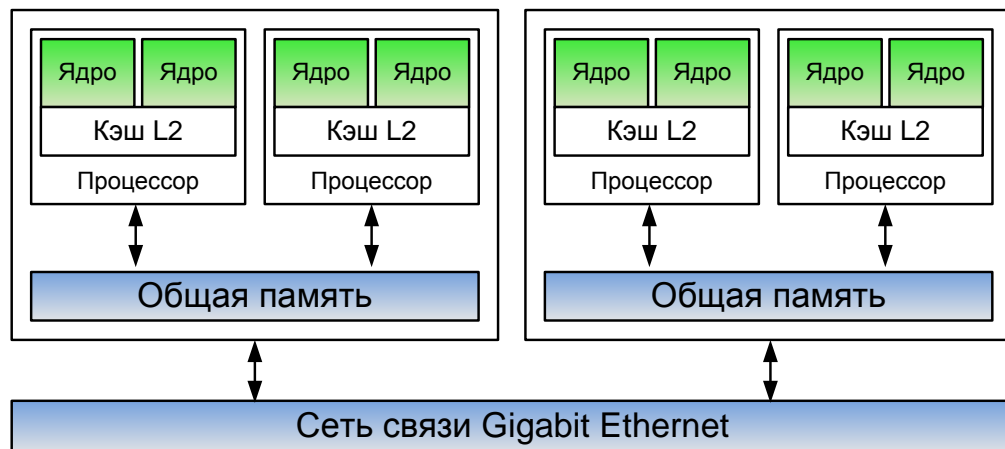 Ядро Ядро Ядро Ядро Ядро Ядро Ядро Ядро
Кэш L2 Кэш L2 Кэш L2 Кэш L2
Процессор Процессор Процессор Процессор
Общая память Общая память
Сеть связи Gigabit Ethernet